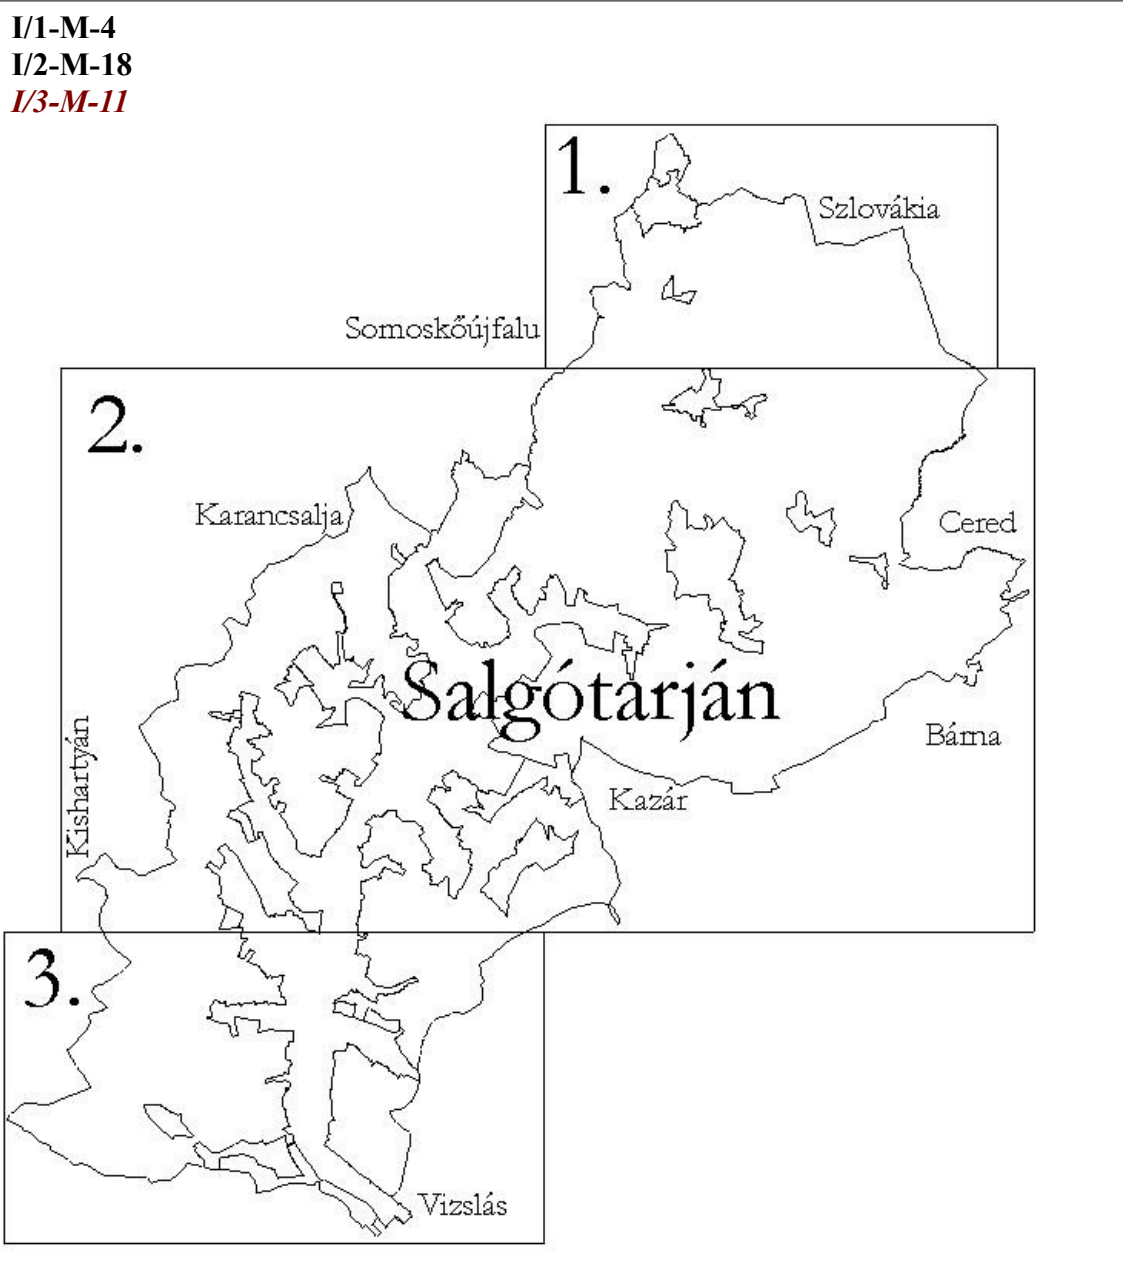 I/1-M-4
I/2-M-18
I/3-M-11
1.
Szlovákia
Somoskőújfalu
2.
Karancsalja
Cered
Salgótarján
Kishartyán
Bárna
Kazár
3.
Vizslás